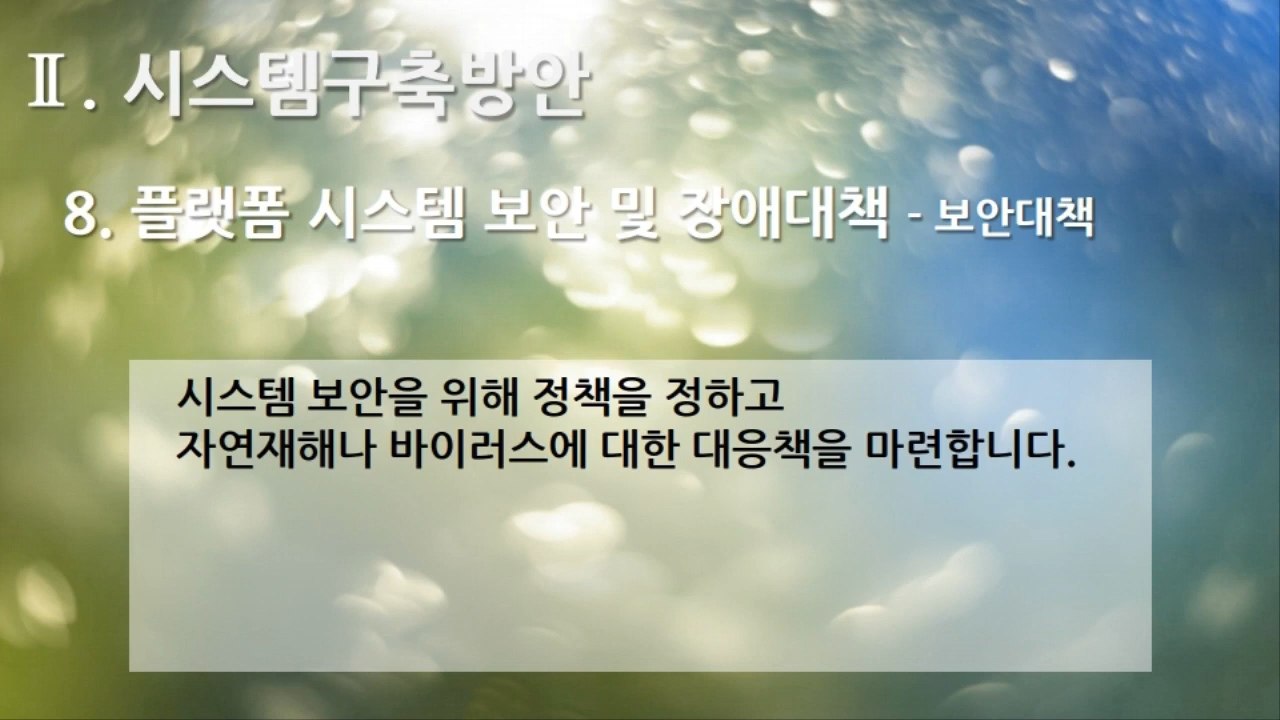 Ⅱ. 시스템구축방안
8. 플랫폼 시스템 보안 및 장애대책 - 보안대책
시스템 보안을 위해 정책을 정하고
자연재해나 바이러스에 대한 대응책을 마련합니다.